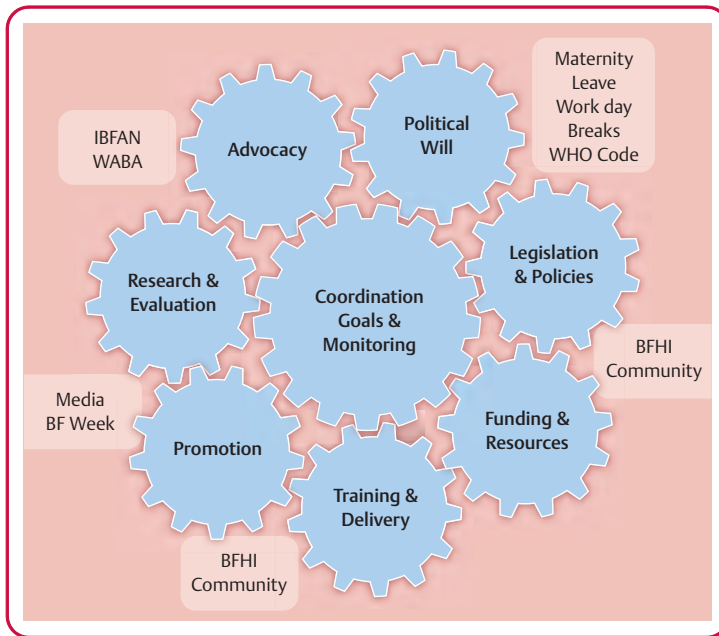 Maternity
Leave
Work day
Breaks
WHO Code
IBFAN
WABA
Advocacy
Political
Will
Legislation
& Policies
Research &
Evaluation
Coordination
Goals &
Monitoring
BFHI
Community
Media
BF Week
Funding &
Resources
Promotion
Training &
Delivery
BFHI
Community